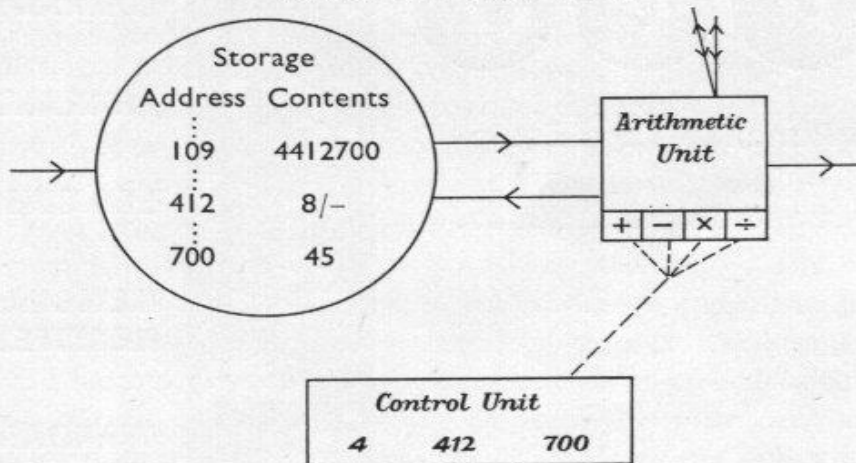 Storage
Address Contents
109 4412700
412 8/–
700 45
Arithmetic
Unit
+ − × ÷
Control Unit
4 412 700